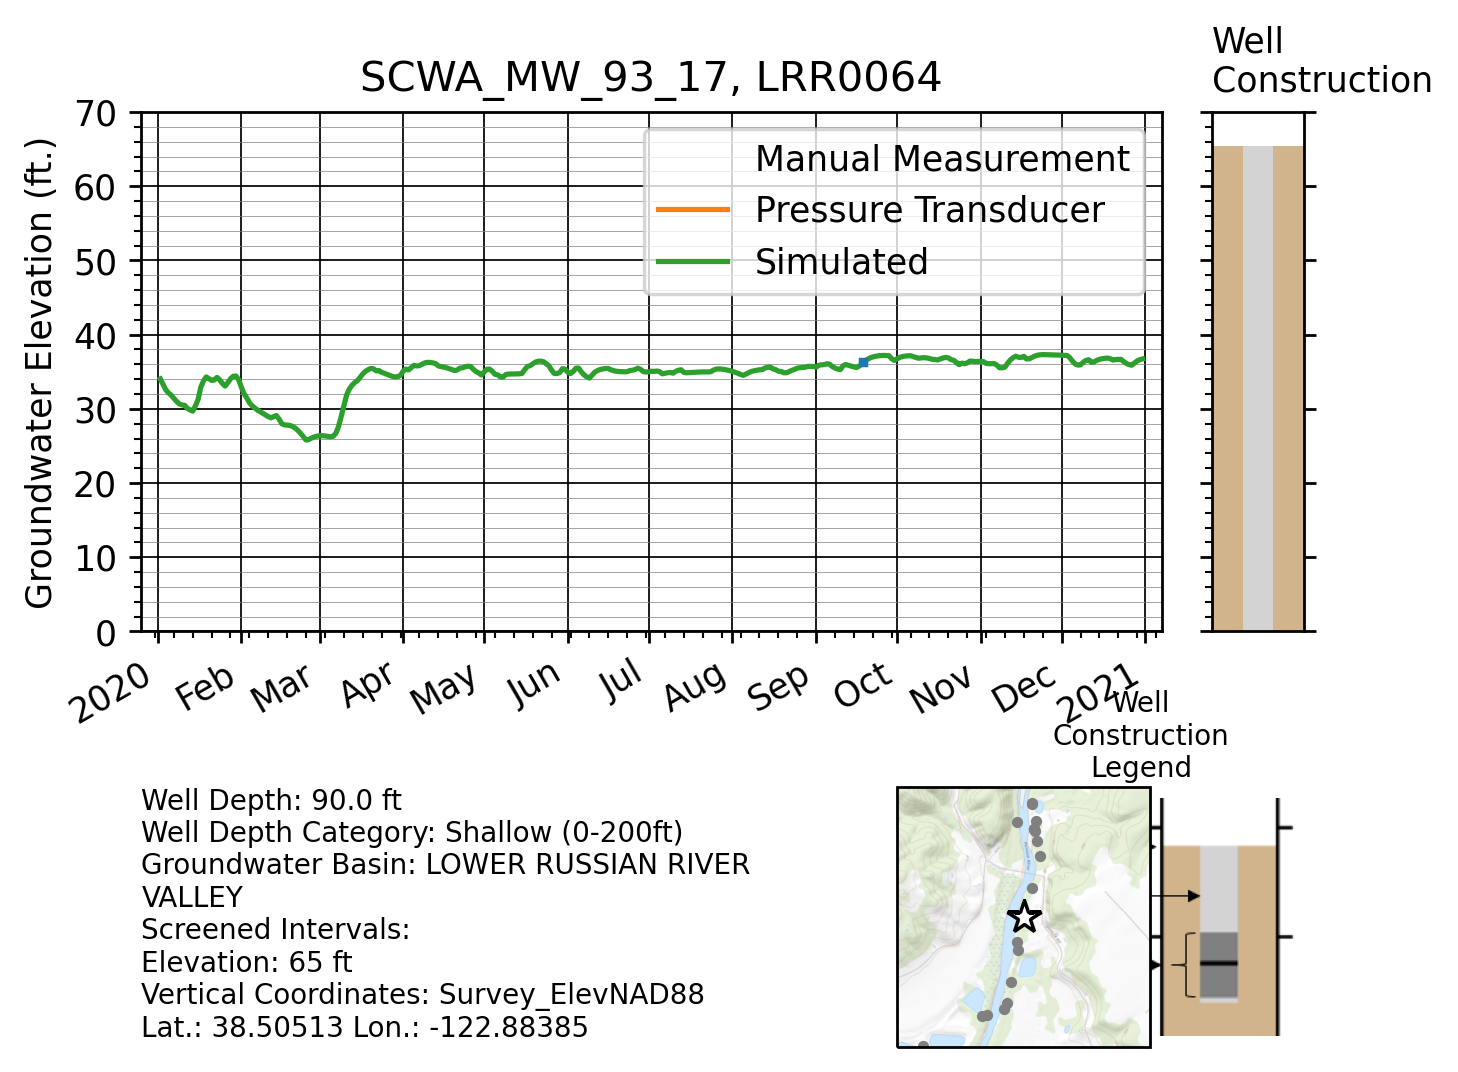 Well
Construction
SCWA_MW_93_17, LRR0064
Groundwater Elevation (ft.)
70
60
50
40
30
20
10
0
Manual Measurement
Pressure Transducer
Simulated
2020
Feb
Mar
Apr
May
Jun
Jul
Aug
Sep
Oct
Nov
Dec
2021
Well
Construction
Legend
Well Depth: 90.0 ft
Well Depth Category: Shallow (0-200ft)
Groundwater Basin: LOWER RUSSIAN RIVER
VALLEY
Screened Intervals:
Elevation: 65 ft
Vertical Coordinates: Survey_ElevNAD88
Lat.: 38.50513 Lon.: -122.88385